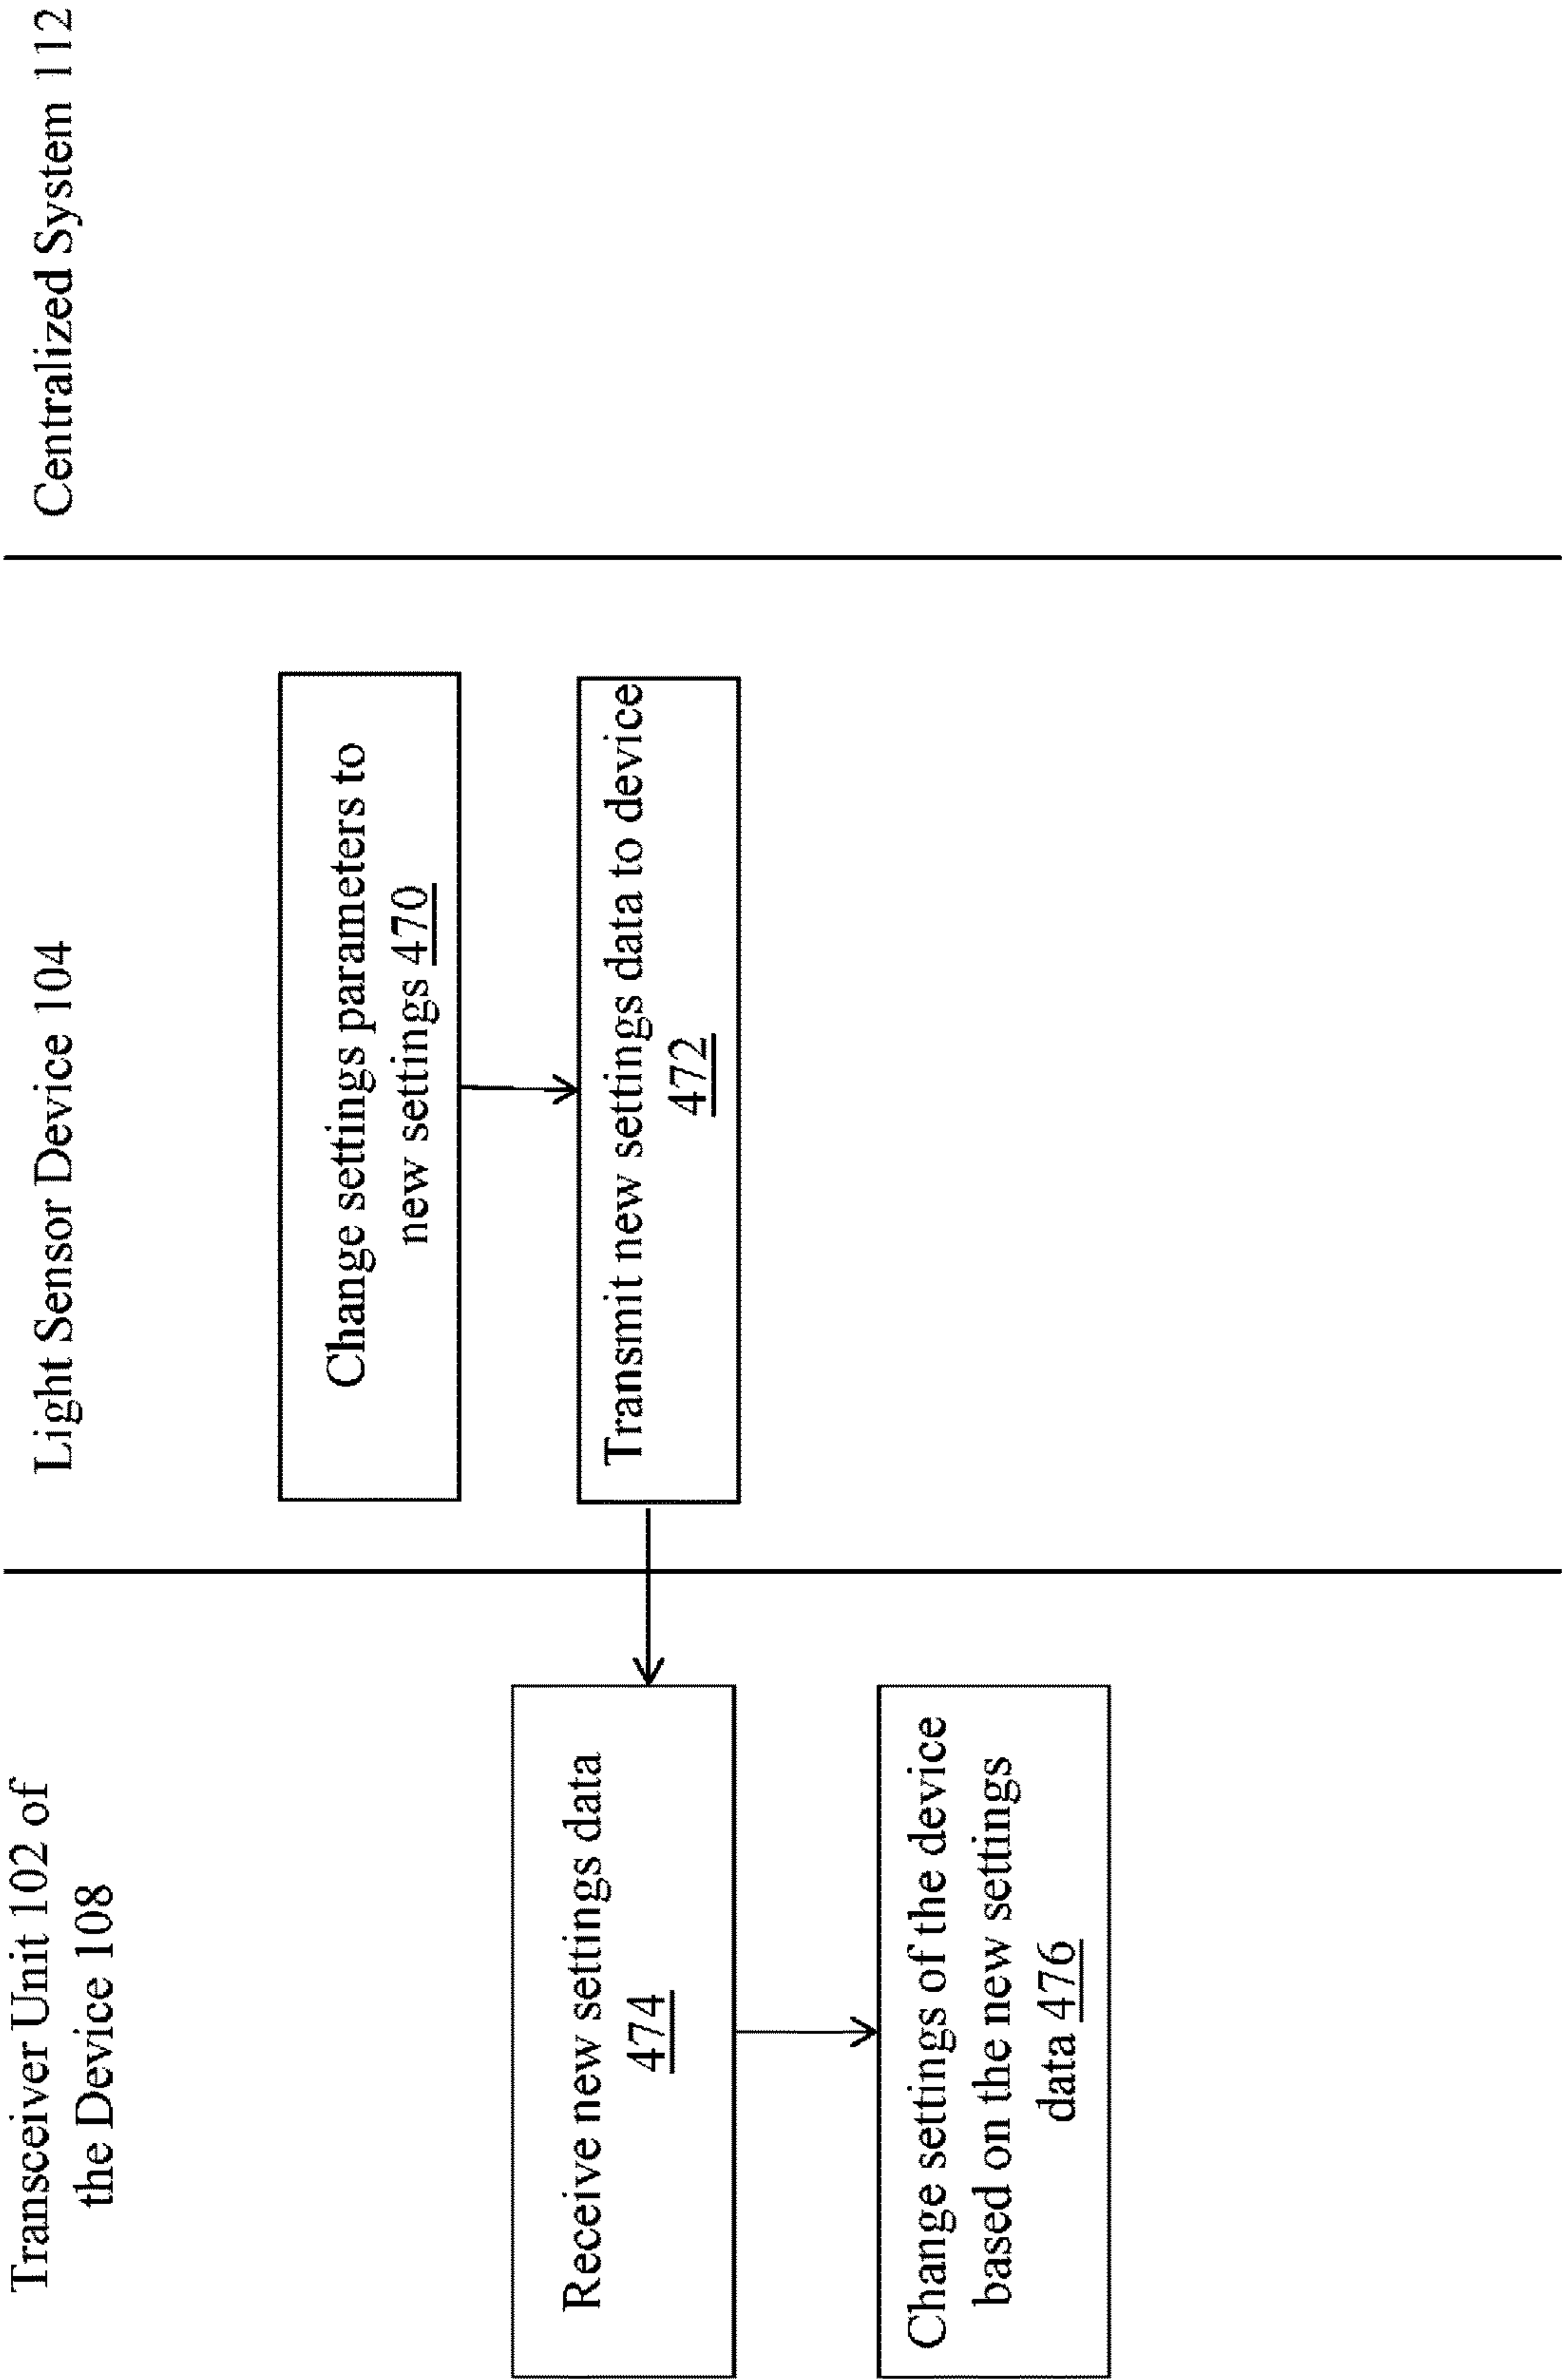 Transceiver Unit 102 of
the Device 108
Light Sensor Device 104
Centralized System 112
Change settings parameters to
new settings 470
Transmit new settings data to device
472
Receive new settings data
474
Change settings of the device
based on the new settings
data 476